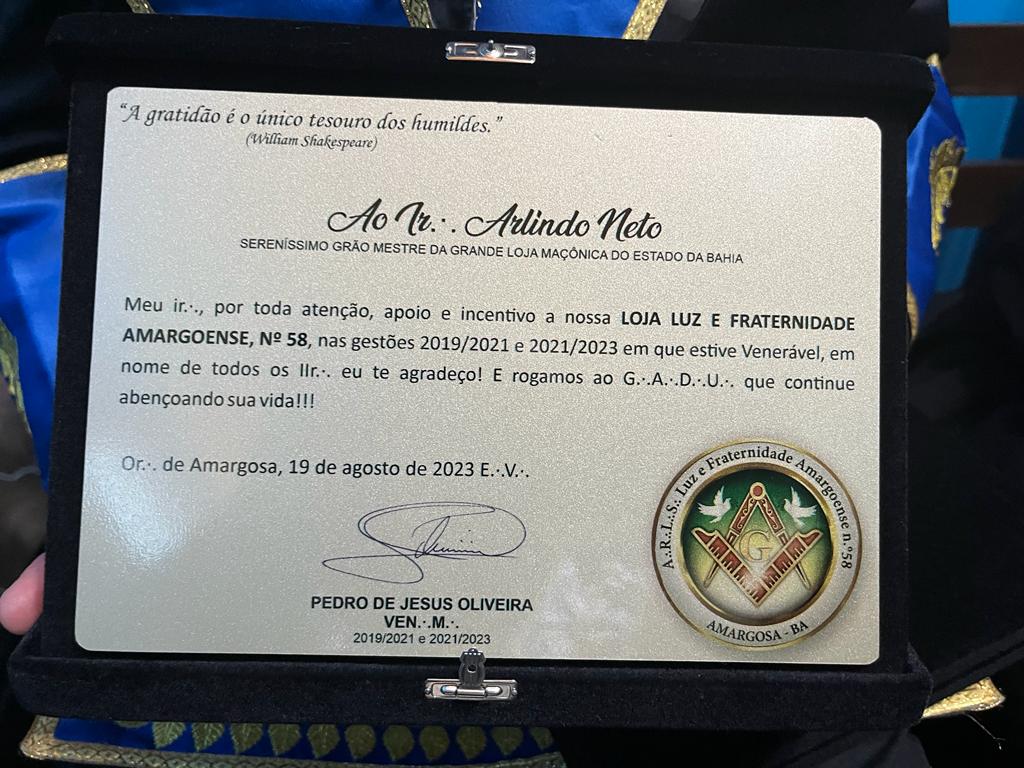 “A gratidão é o único tesouro dos humildes.”
(William Shakespeare)
Ao Ir.·. Arlindo Neto
SERENÍSSIMO GRÃO MESTRE DA GRANDE LOJA MAÇÔNICA DO ESTADO DA BAHIA
Meu ir.·., por toda atenção, apoio e incentivo a nossa LOJA LUZ E FRATERNIDADE
AMARGOENSE, Nº 58, nas gestões 2019/2021 e 2021/2023 em que estive Venerável, em
nome de todos os IIr.·. eu te agradeço! E rogamos ao G.·.A.·.D.·.U.·. que continue
abençoando sua vida!!!
Or.·. de Amargosa, 19 de agosto de 2023 E.·.V.·.
PEDRO DE JESUS OLIVEIRA
VEN.·.M.·.
2019/2021 e 2021/2023
A.·.R.·.L.·.S.·. Luz e Fraternidade Amargoense n.º58
G
AMARGOSA - BA